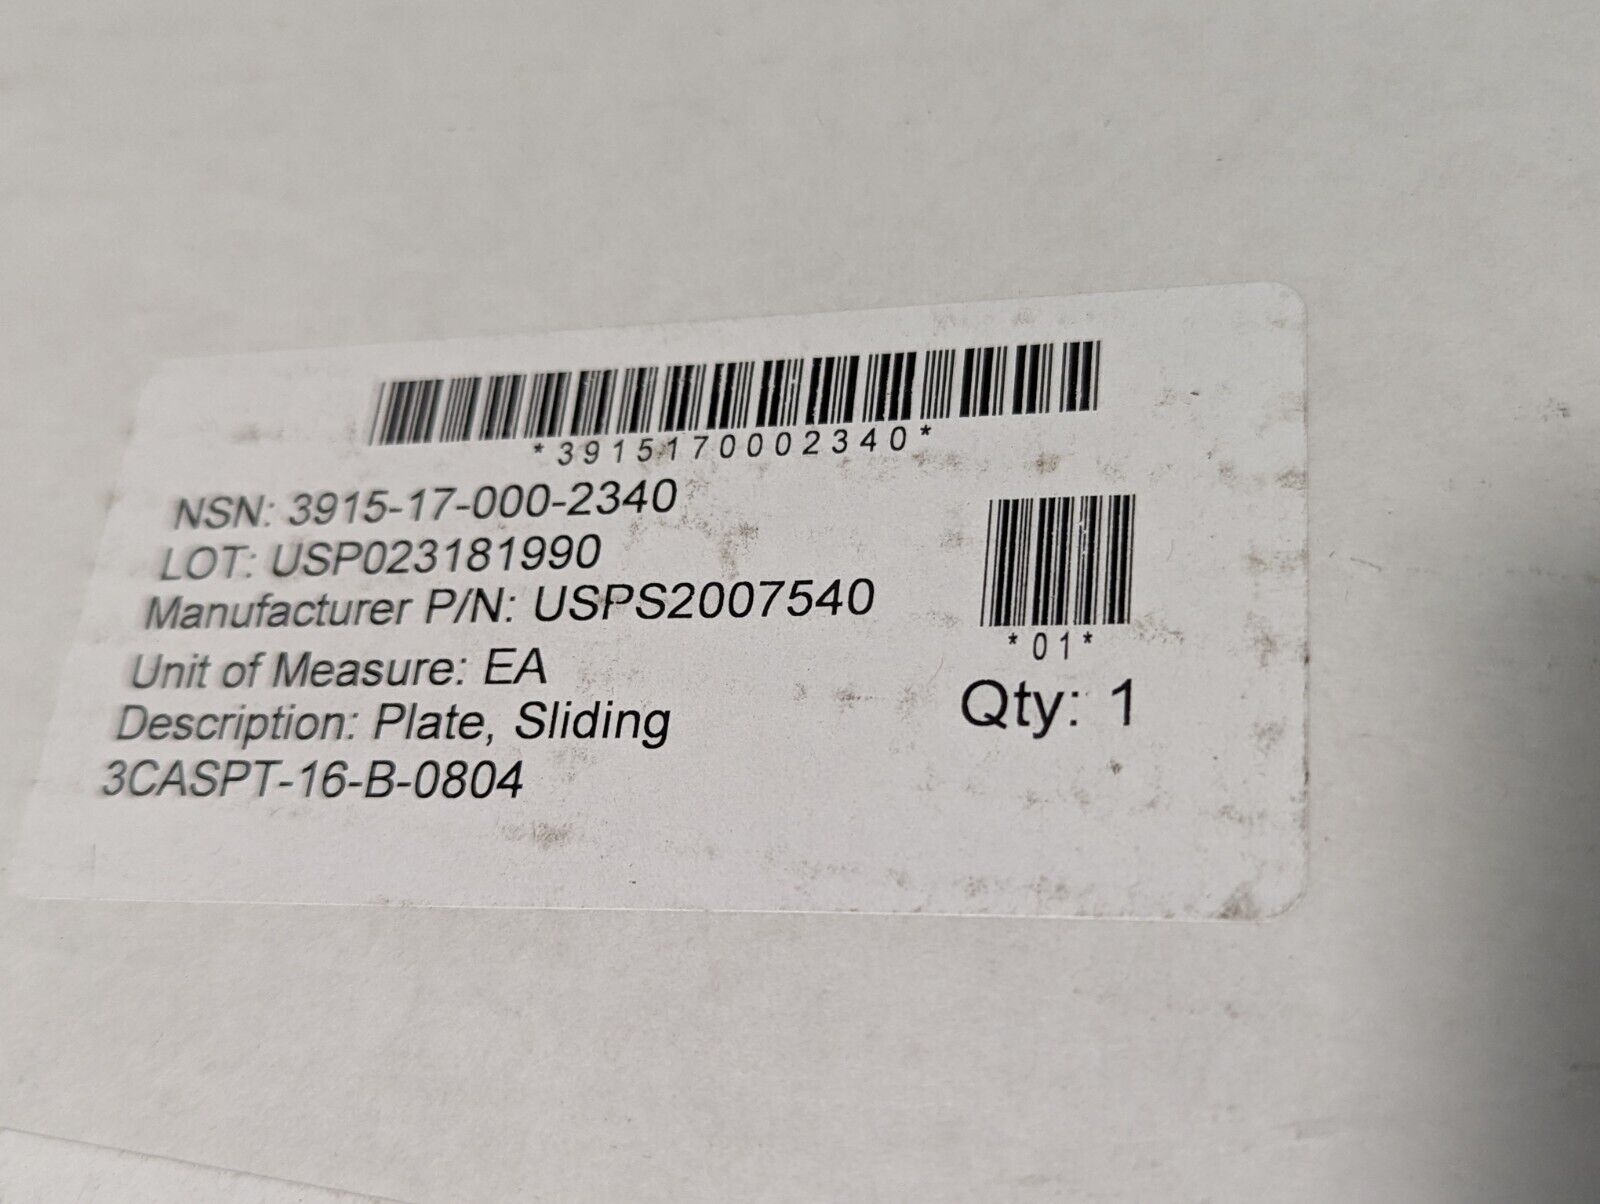 *3915170002340*
NSN: 3915-17-000-2340
LOT: USP023181990
Manufacturer P/N: USPS2007540
Unit of Measure: EA
Description: Plate, Sliding
3CASPT-16-B-0804
*01*
Qty: 1